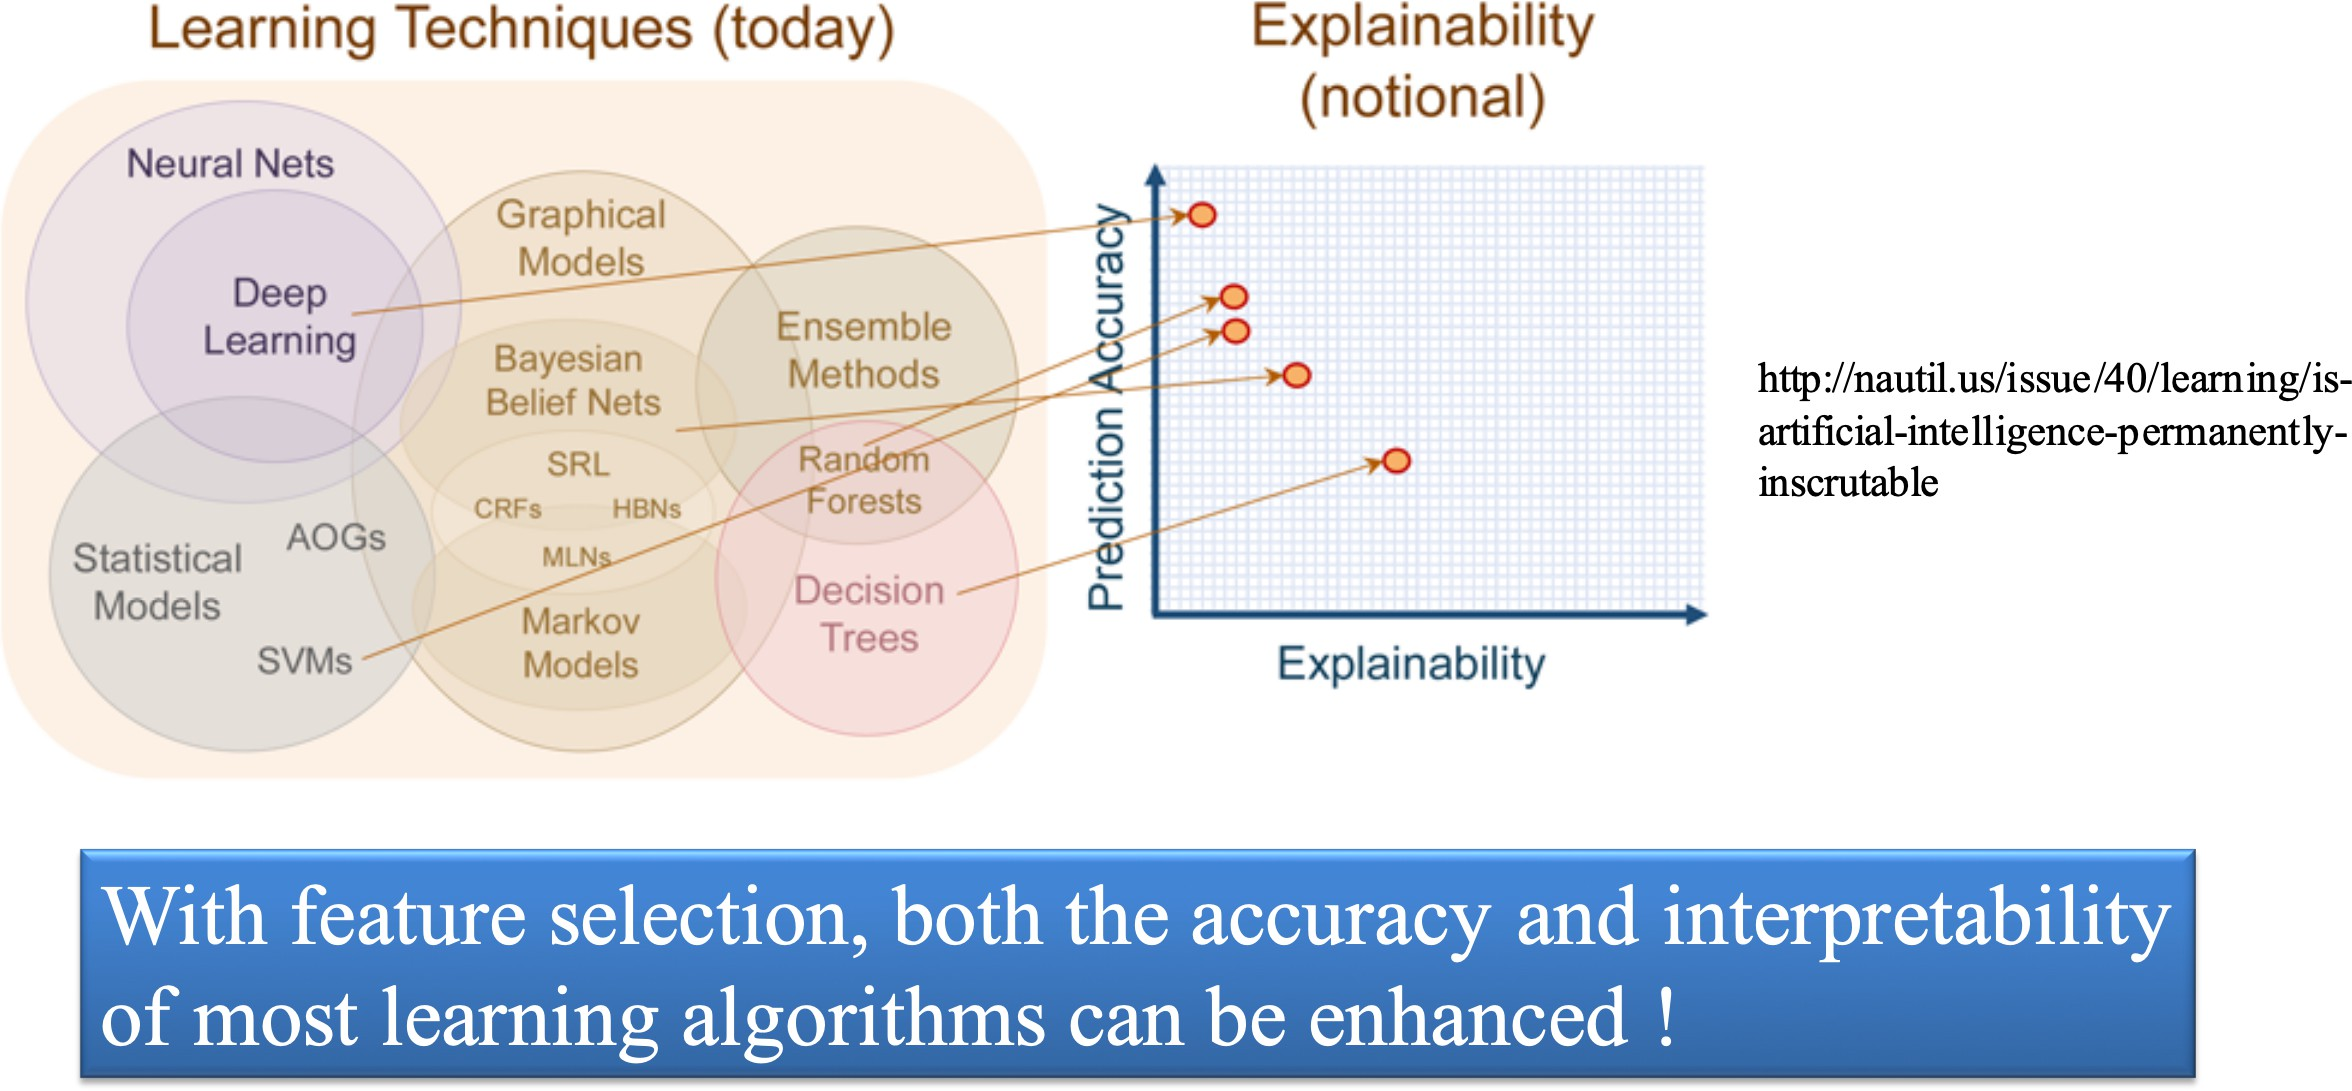 Learning Techniques (today)
Explainability
(notional)
Neural Nets
Deep
Learning
Graphical
Models
Bayesian
Belief Nets
SRL
CRFs
HBNs
MLNs
Markov
Models
Ensemble
Methods
Random
Forests
Decision
Trees
Statistical
Models
AOGs
SVMs
Prediction Accuracy
Explainability
http://nautil.us/issue/40/learning/is-
artificial-intelligence-permanently-
inscrutable
With feature selection, both the accuracy and interpretability
of most learning algorithms can be enhanced !